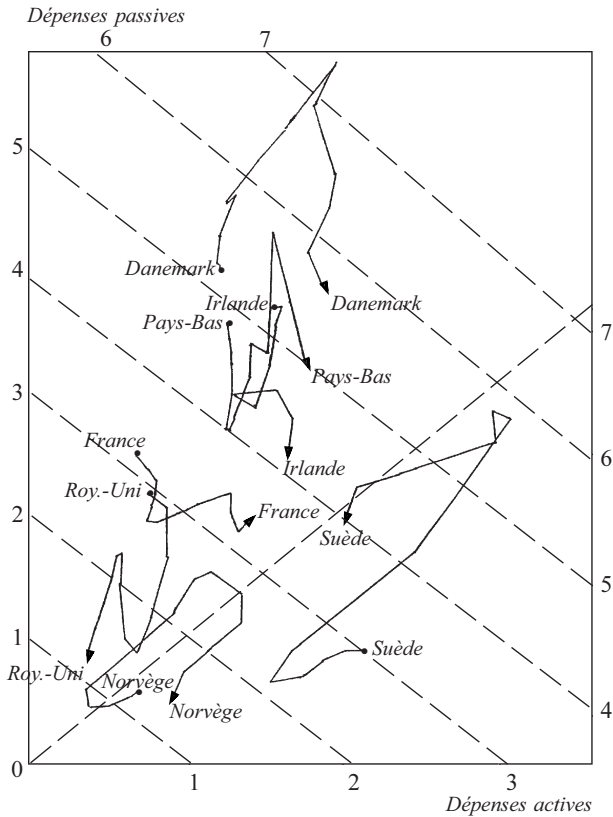 Dépenses passives
6
7
5
Danemark
4
Irlande
Danemark
Pays-Bas
7
Pays-Bas
3
France
Irlande
6
Roy.-Uni
France
2
Suède
5
1
Suède
Roy.-Uni
Norvège
Norvège
4
0
1
2
3
Dépenses actives